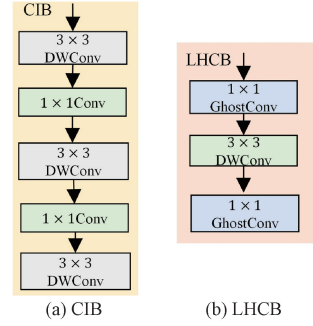 CIB
3 × 3
DWConv
1 × 1Conv
3 × 3
DWConv
1 × 1Conv
3 × 3
DWConv
(a) CIB
LHCB
1 × 1
GhostConv
3 × 3
DWConv
1 × 1
GhostConv
(b) LHCB